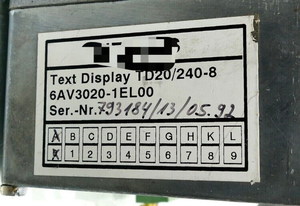 Text Display TD20/240-8
6AV3020-1EL00
Ser.-Nr. 793184/13/05.92
A B C D E F G H K L
X 1 2 3 4 5 6 7 8 9